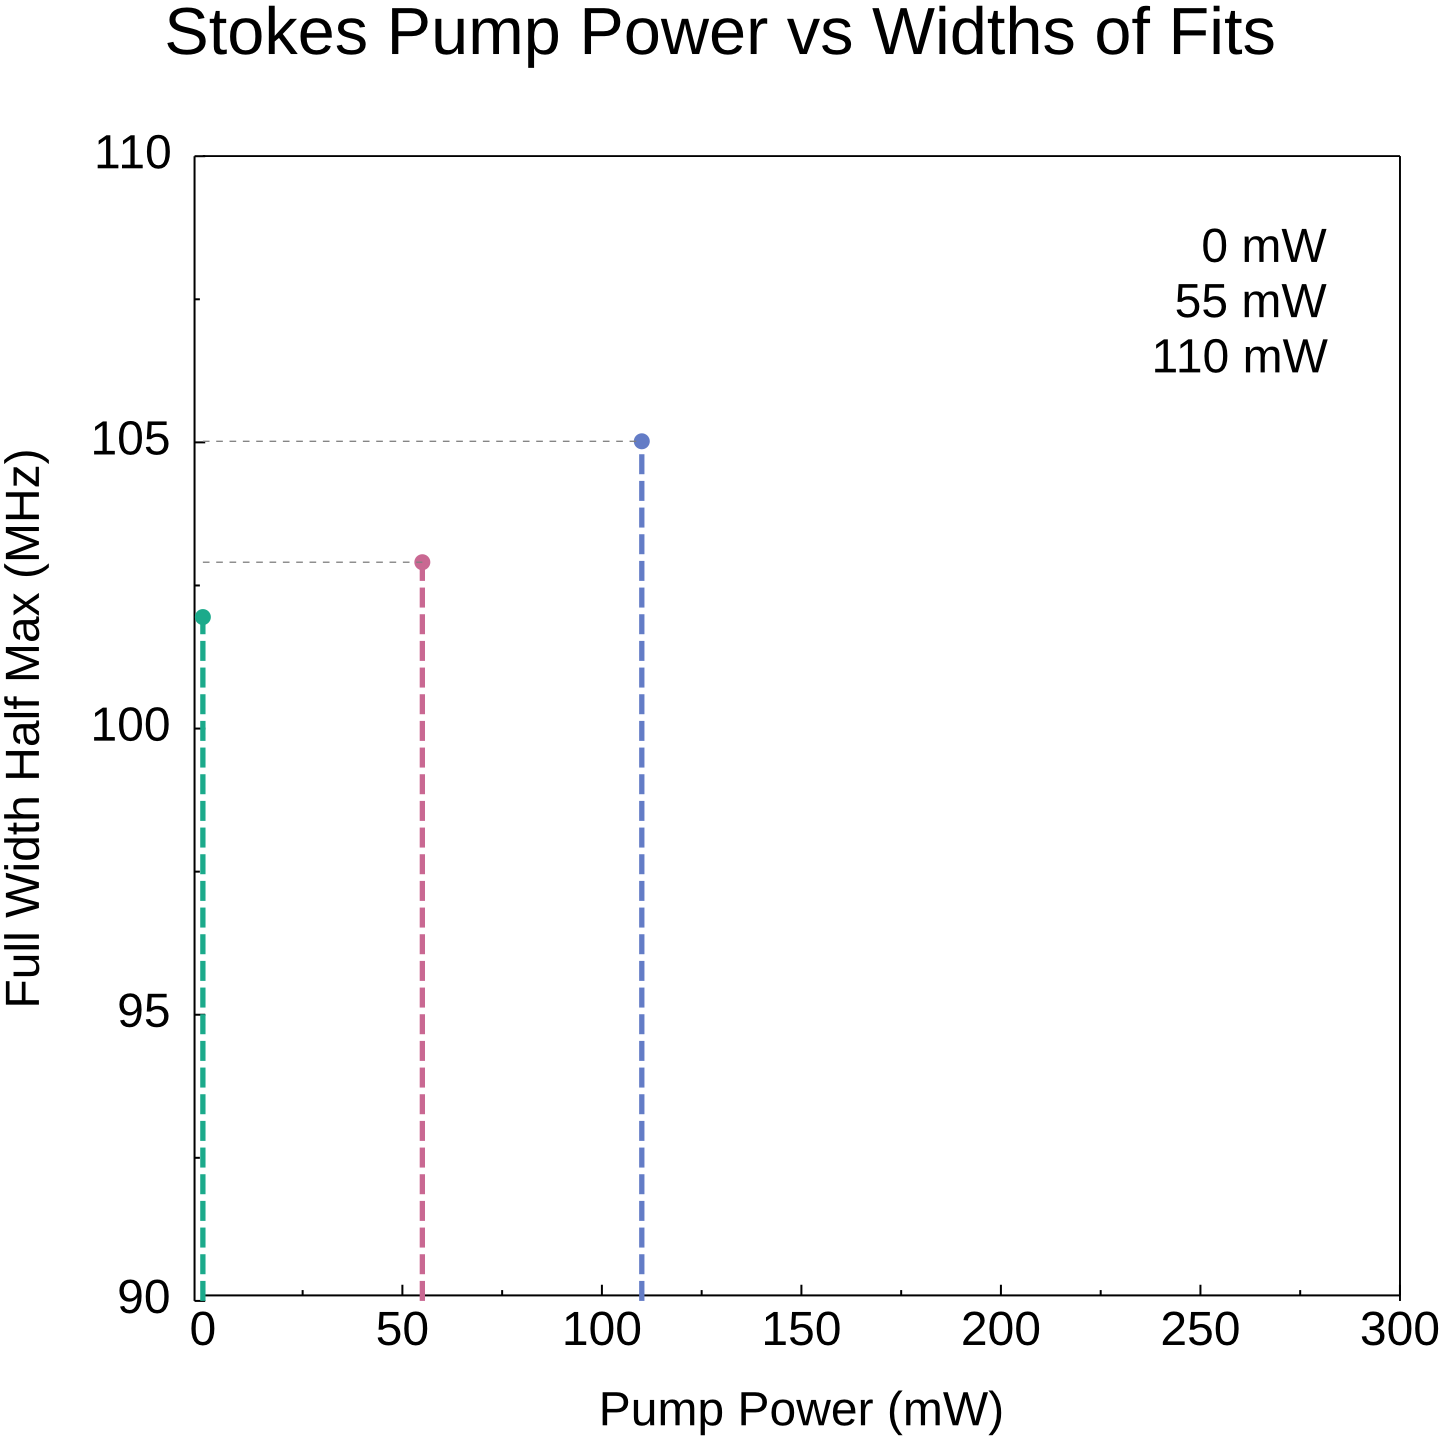 Stokes Pump Power vs Widths of Fits
110
0 mW
55 mW
110 mW
105
100
95
90
Full Width Half Max (MHz)
0 50 100 150 200 250 300
Pump Power (mW)